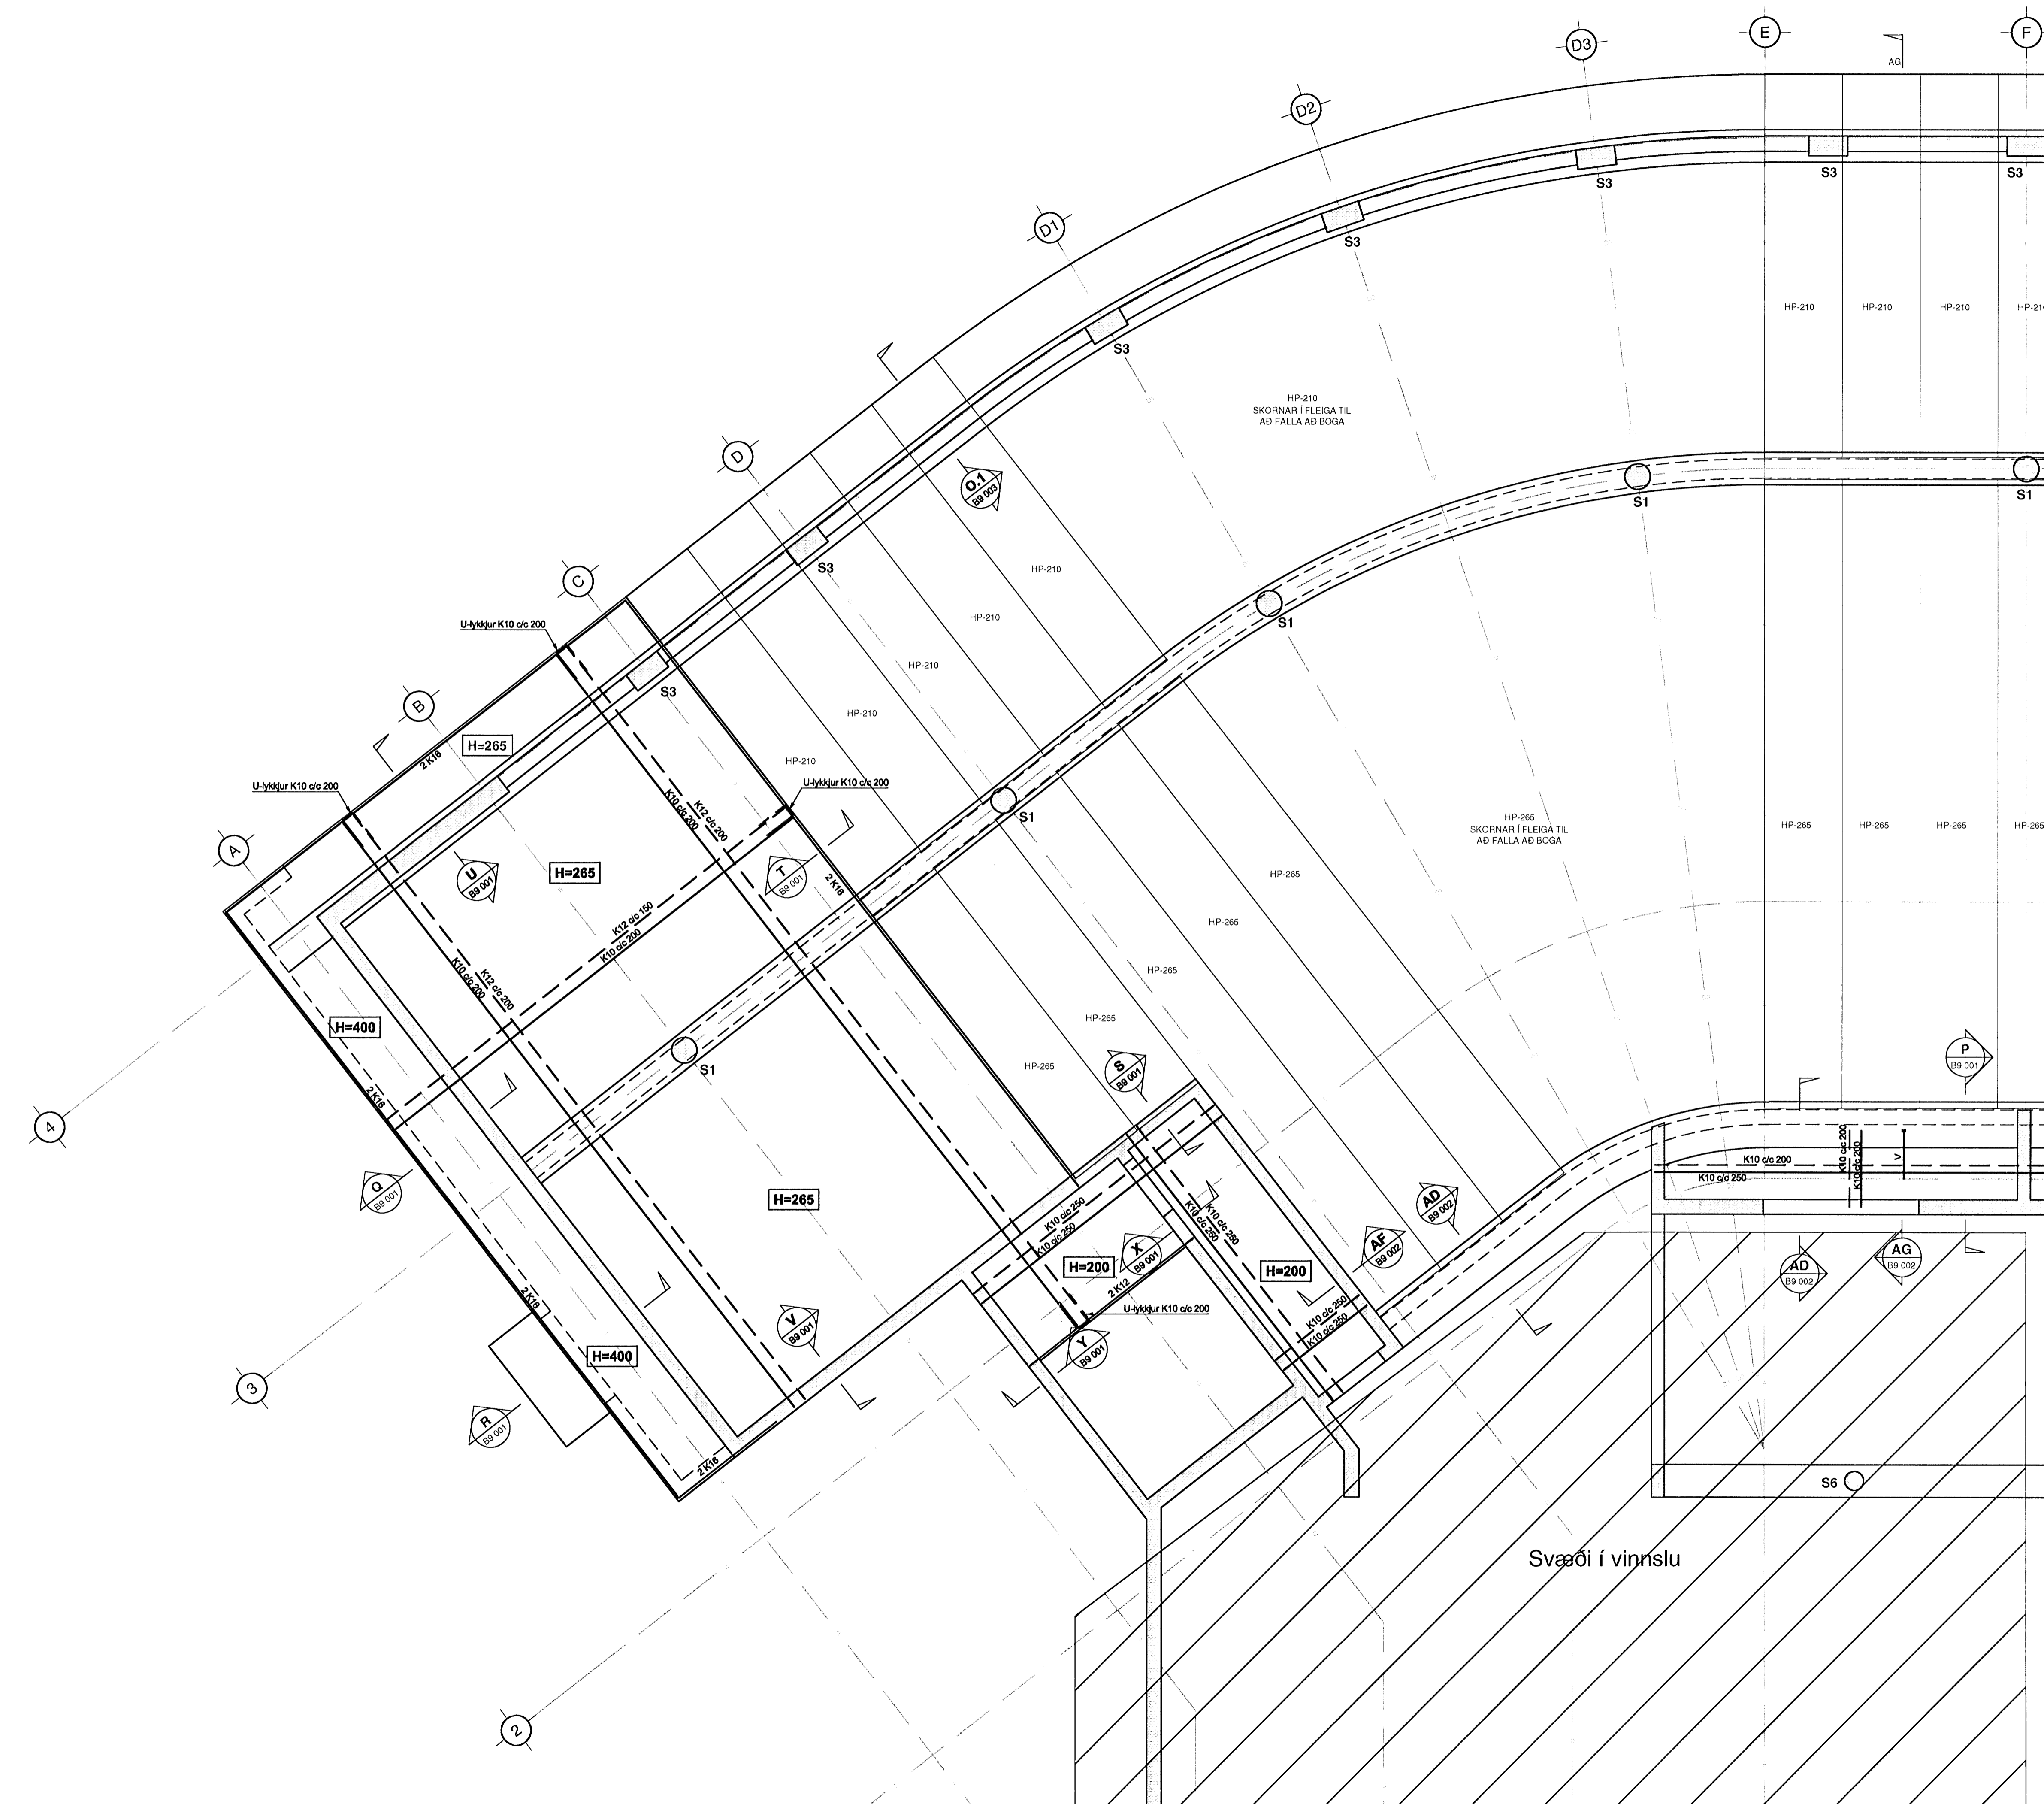 E
F
D3
AG
D2
D1
S3
S3
S3
S3
S3
HP-210
HP-210
HP-210
HP-210
SKORNAR Í FLEIGA TIL
AÐ FALLA AÐ BOGA
D
S1
S1
O.1
B9 003
S3
HP-210
C
S1
HP-210
U-lykkjur K10 c/c 200
HP-210
S3
B
HP-210
H=265
2 K16
HP-210
U-lykkjur K10 c/c 200
U-lykkjur K10 c/c 200
K12 c/c 200
K10 c/c 200
S1
HP-265
SKORNAR Í FLEIGA TIL
AÐ FALLA AÐ BOGA
HP-265
HP-265
HP-265
HP-265
A
U
B9 001
H=265
T
B9 001
2 K16
HP-265
HP-265
K12 c/c 150
K10 c/c 200
K12 c/c 200
K10 c/c 200
HP-265
HP-265
H=400
S1
HP-265
S
B9 001
P
B9 001
2 K16
4
Q
B9 001
H=265
K10 c/c 200
K10 c/c 200
K10 c/c 200
K10 c/c 250
V
K10 c/c 250
K10 c/c 250
K10 c/c 250
K10 c/c 250
AD
B9 002
X
B9 001
AF
B9 002
H=200
H=200
AD
B9 002
AG
B9 002
2 K12
U-lykkjur K10 c/c 200
2 K16
V
B9 001
Y
B9 001
K10 c/c 250
K10 c/c 250
H=400
3
R
B9 001
2 K16
S6
Svæði í vinnslu
2